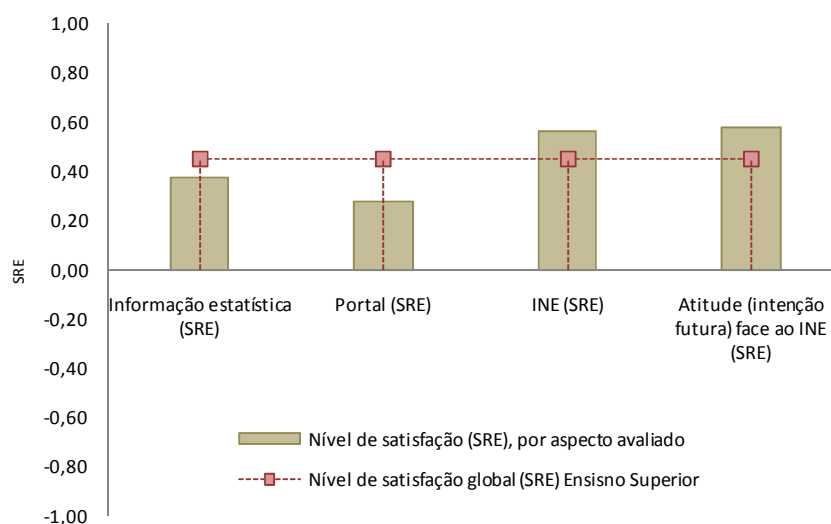 1,00
0,80
0,60
0,40
0,20
0,00
-0,20
-0,40
-0,60
-0,80
-1,00
SRE
Informação estatística
(SRE)
Portal (SRE)
INE (SRE)
Atitude (intenção
futura) face ao INE
(SRE)
Nível de satisfação (SRE), por aspecto avaliado
Nível de satisfação global (SRE) Ensisno Superior